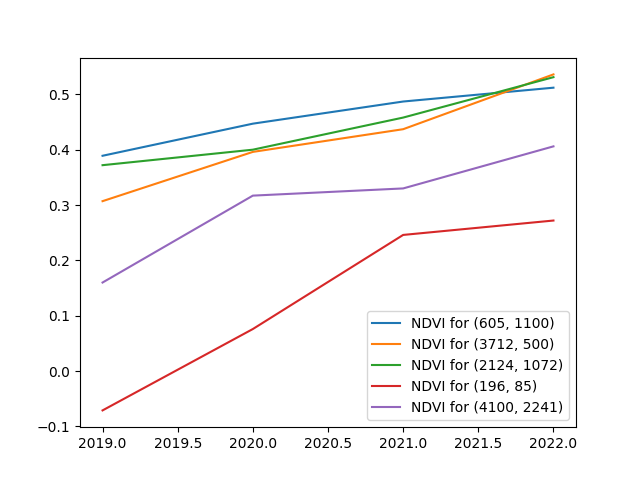 0.5
0.4
0.3
0.2
0.1
0.0
−0.1
2019.0 2019.5 2020.0 2020.5 2021.0 2021.5 2022.0
NDVI for (605, 1100)
NDVI for (3712, 500)
NDVI for (2124, 1072)
NDVI for (196, 85)
NDVI for (4100, 2241)